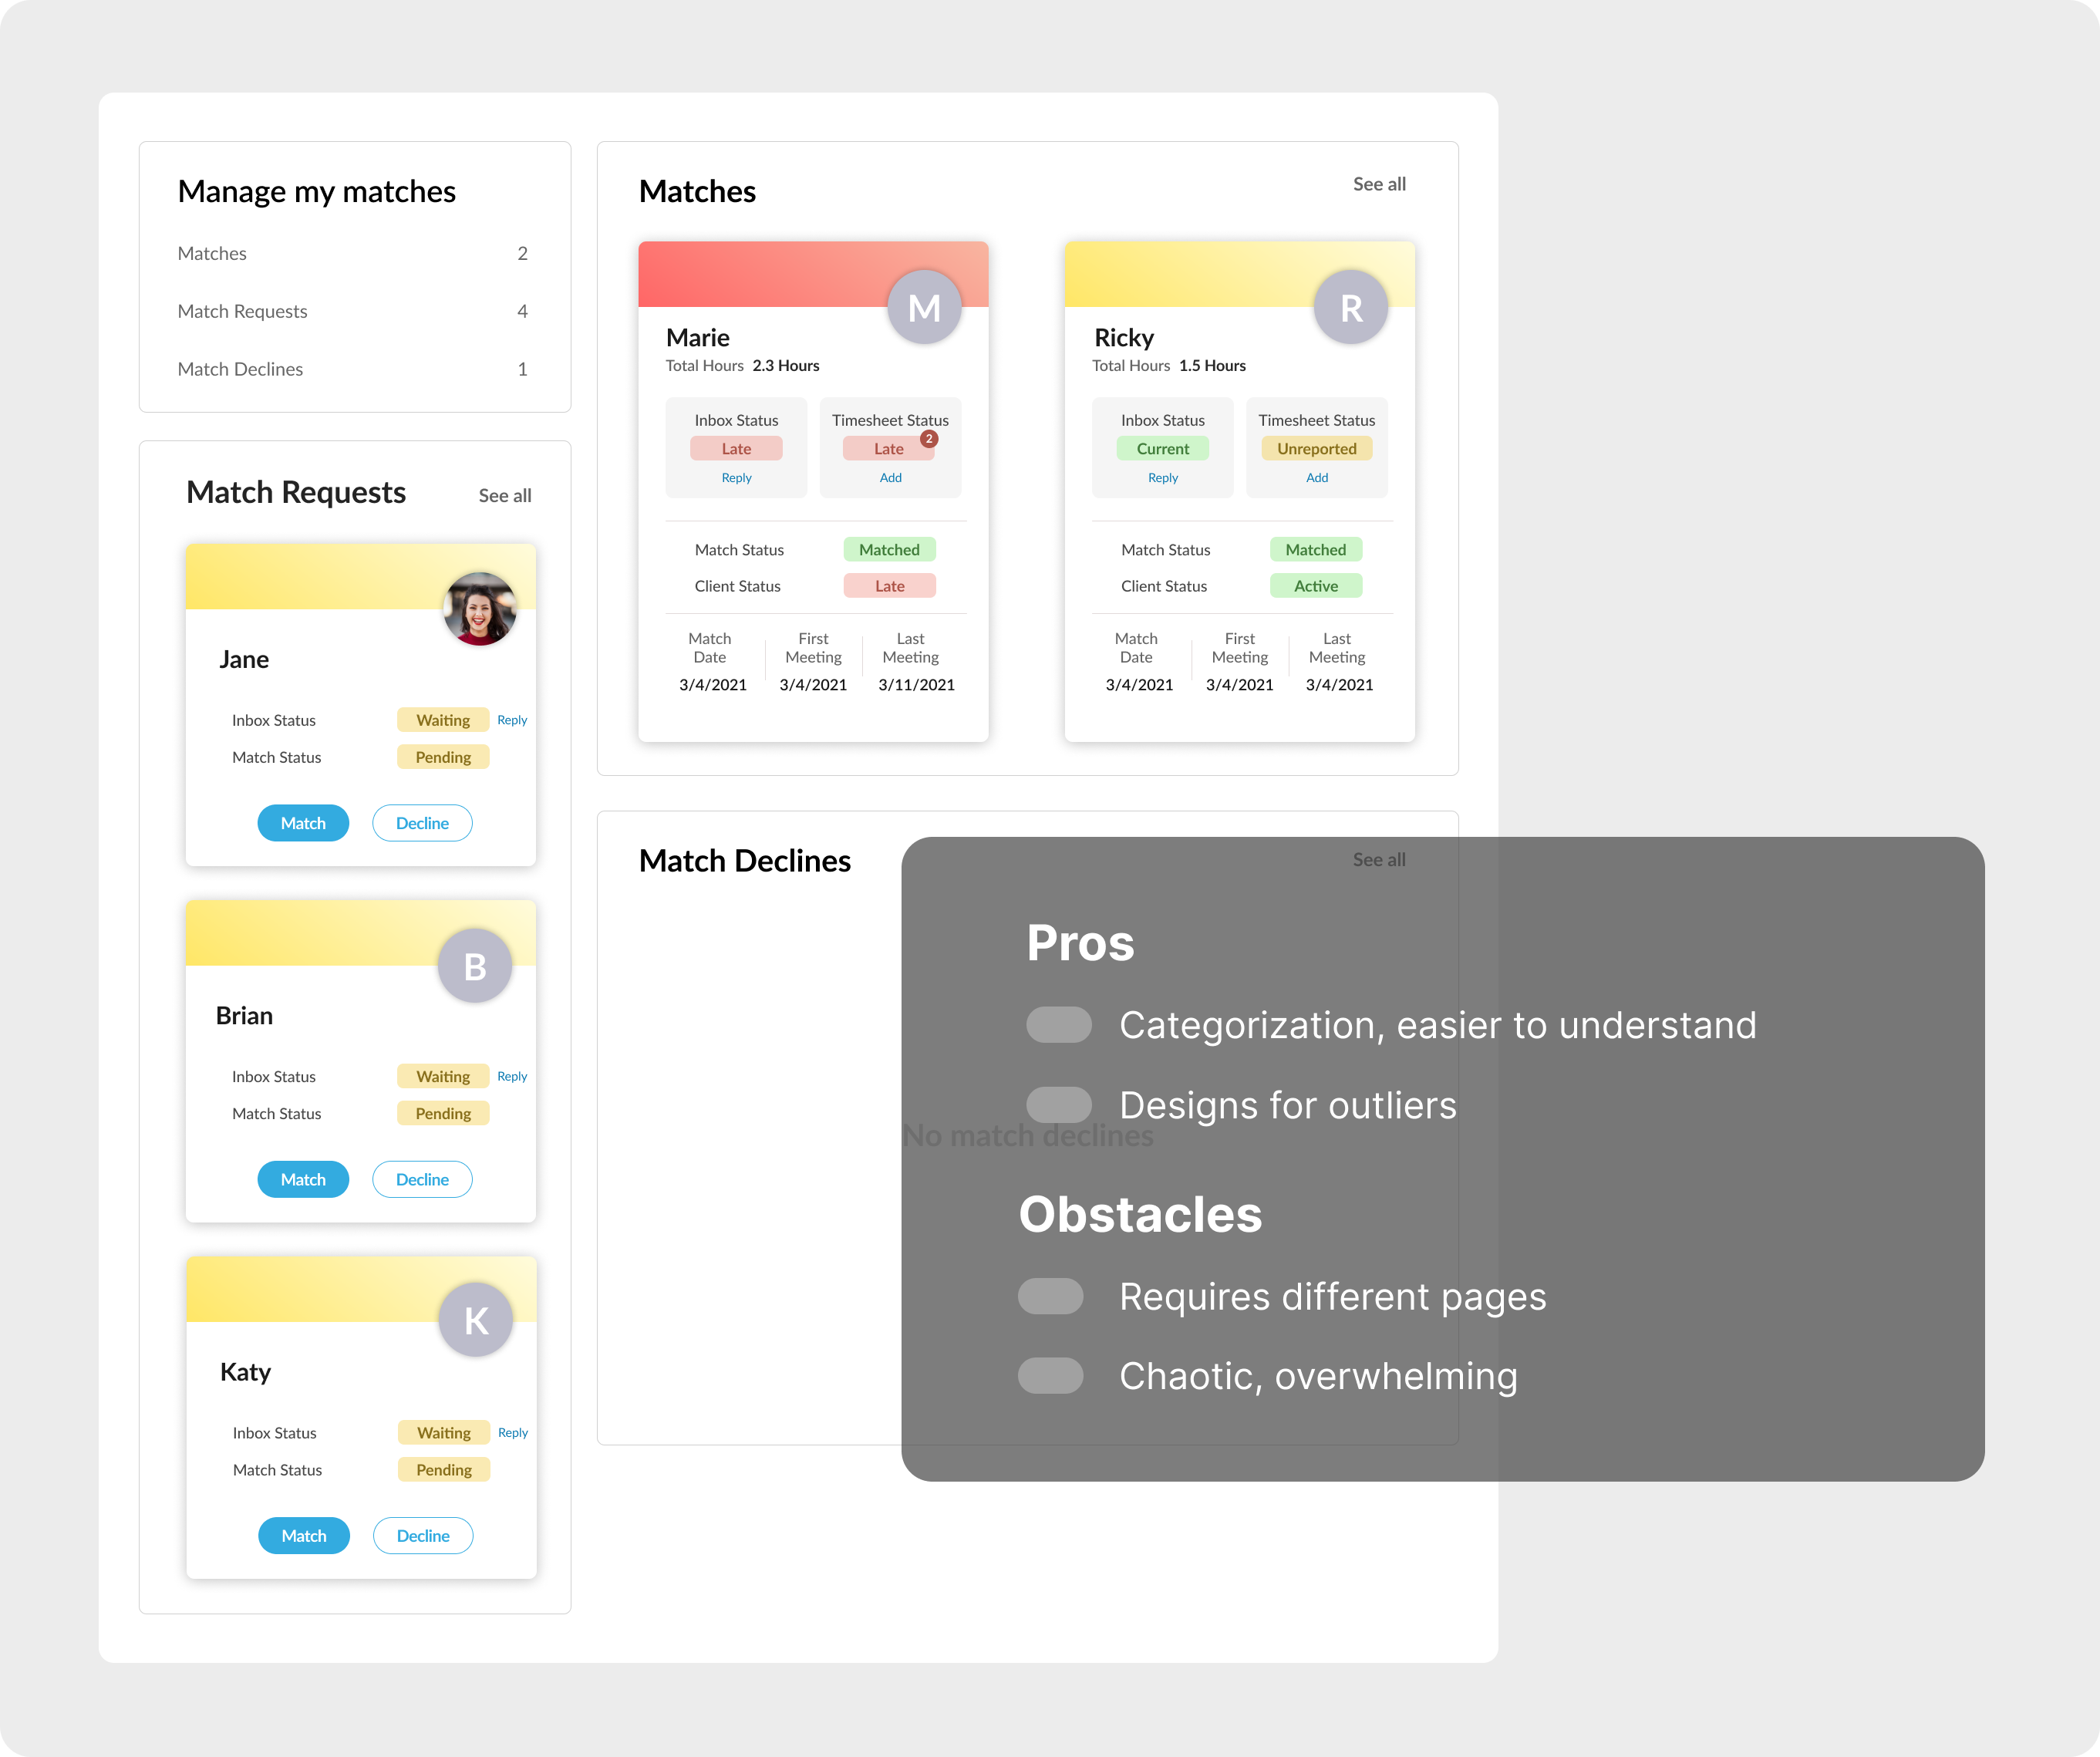 Manage my matches
Matches 2
Match Requests 4
Match Declines 1
Match Requests See all
Jane
Inbox Status Waiting Reply
Match Status Pending
Match Decline
B
Brian
Inbox Status Waiting Reply
Match Status Pending
Match Decline
K
Katy
Inbox Status Waiting Reply
Match Status Pending
Match Decline
Matches See all
M
Marie
Total Hours 2.3 Hours
Inbox Status Timesheet Status
Late Late 2
Reply Add
Match Status Matched
Client Status Late
Match First Last
Date Meeting Meeting
3/4/2021 3/4/2021 3/11/2021
R
Ricky
Total Hours 1.5 Hours
Inbox Status Timesheet Status
Current Unreported
Reply Add
Match Status Matched
Client Status Active
Match First Last
Date Meeting Meeting
3/4/2021 3/4/2021 3/4/2021
Match Declines See all
No match declines
Pros
Categorization, easier to understand
Designs for outliers
Obstacles
Requires different pages
Chaotic, overwhelming